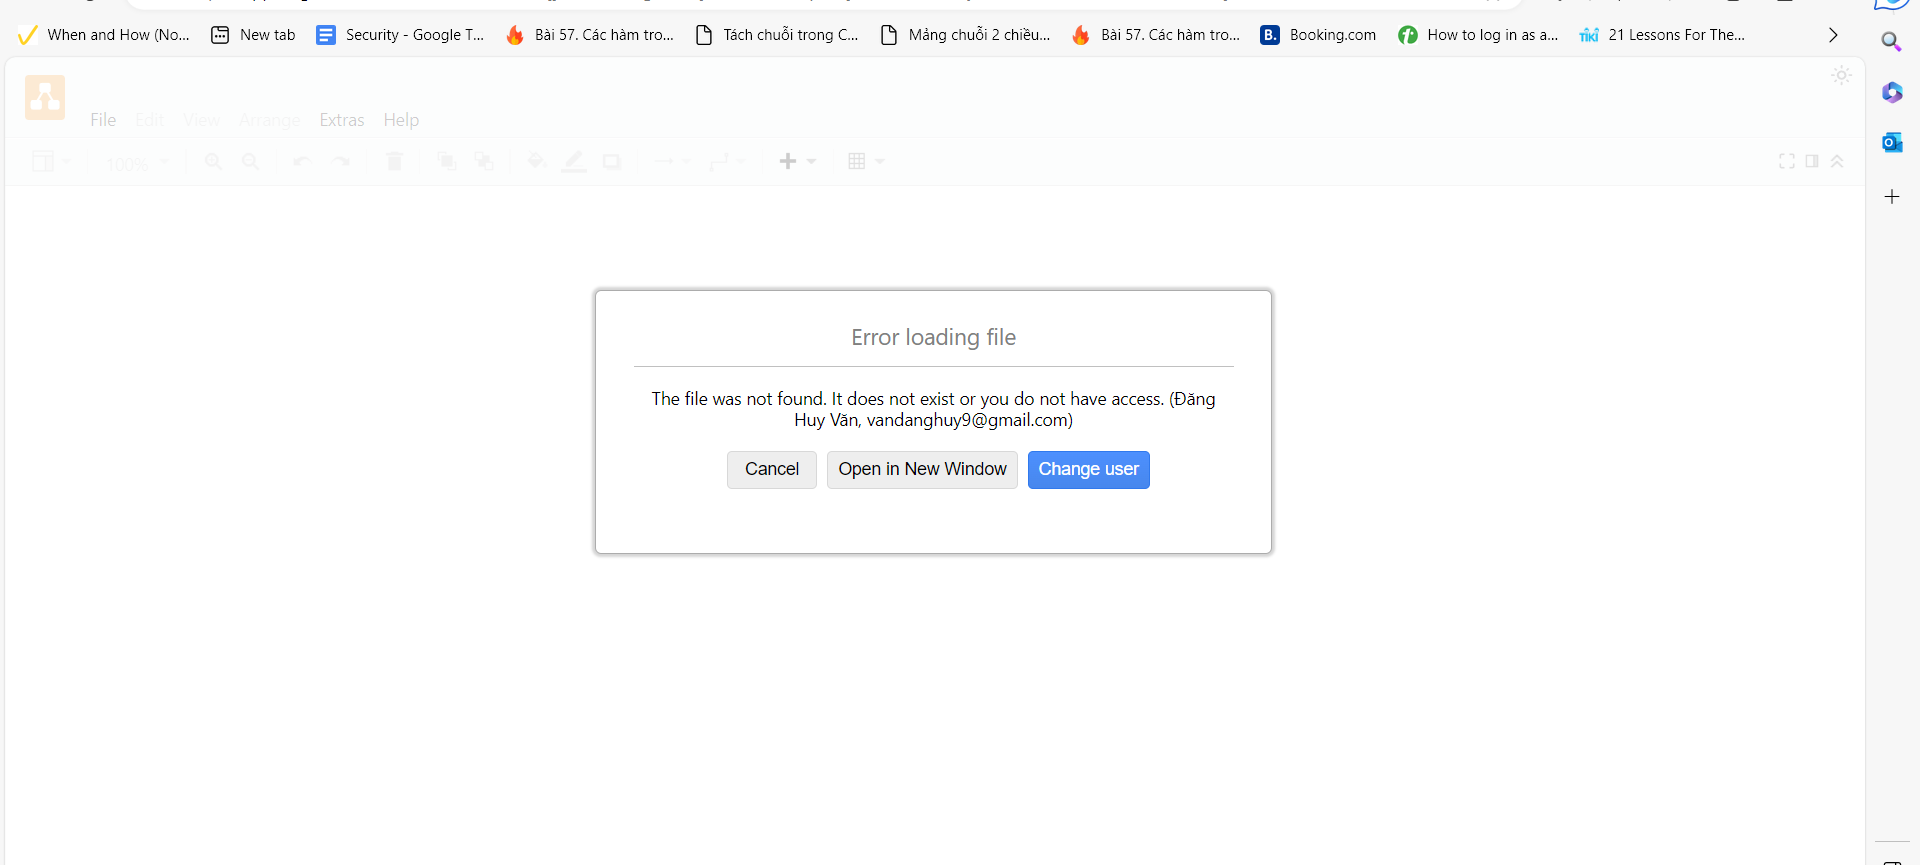 When and How (No... New tab Security - Google T... Bài 57. Các hàm tro... Tách chuỗi trong C... Mảng chuỗi 2 chiều... Bài 57. Các hàm tro... B. Booking.com How to log in as a... TIKI 21 Lessons For The...
File Edit View Arrange Extras Help
100%
Error loading file
The file was not found. It does not exist or you do not have access. (Đăng
Huy Văn, vandanghuy9@gmail.com)
Cancel Open in New Window Change user